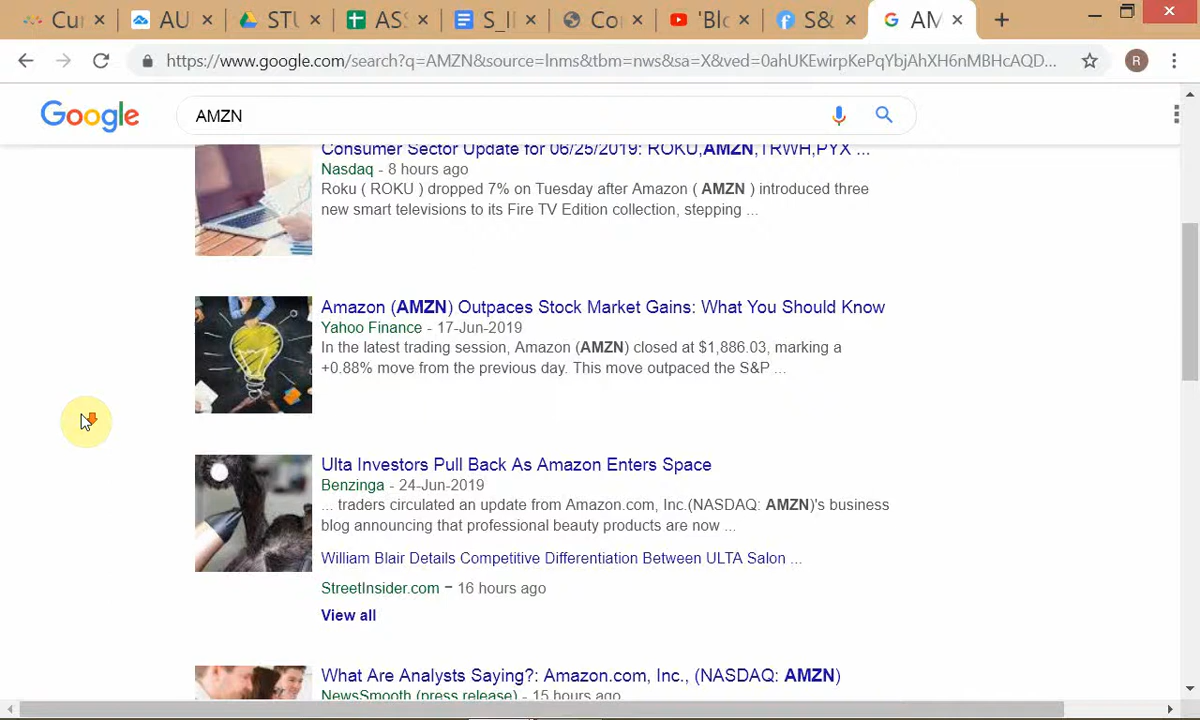 Cu
AU
STU
AS
S_I
Co
'Blo
S&
AM
https://www.google.com/search?q=AMZN&source=lnms&tbm=nws&sa=X&ved=0ahUKEwirpKePqYbjAhXH6nMBHcAQD...
R
Google
AMZN
Consumer Sector Update for 06/25/2019: ROKU,AMZN,TRWH,PYX ...
Nasdaq - 8 hours ago
Roku ( ROKU ) dropped 7% on Tuesday after Amazon ( AMZN ) introduced three
new smart televisions to its Fire TV Edition collection, stepping ...
Amazon (AMZN) Outpaces Stock Market Gains: What You Should Know
Yahoo Finance - 17-Jun-2019
In the latest trading session, Amazon (AMZN) closed at $1,886.03, marking a
+0.88% move from the previous day. This move outpaced the S&P ...
Ulta Investors Pull Back As Amazon Enters Space
Benzinga - 24-Jun-2019
... traders circulated an update from Amazon.com, Inc.(NASDAQ: AMZN)'s business
blog announcing that professional beauty products are now ...
William Blair Details Competitive Differentiation Between ULTA Salon ...
StreetInsider.com - 16 hours ago
View all
What Are Analysts Saying?: Amazon.com, Inc., (NASDAQ: AMZN)
NewsSmooth (press release) - 15 hours ago